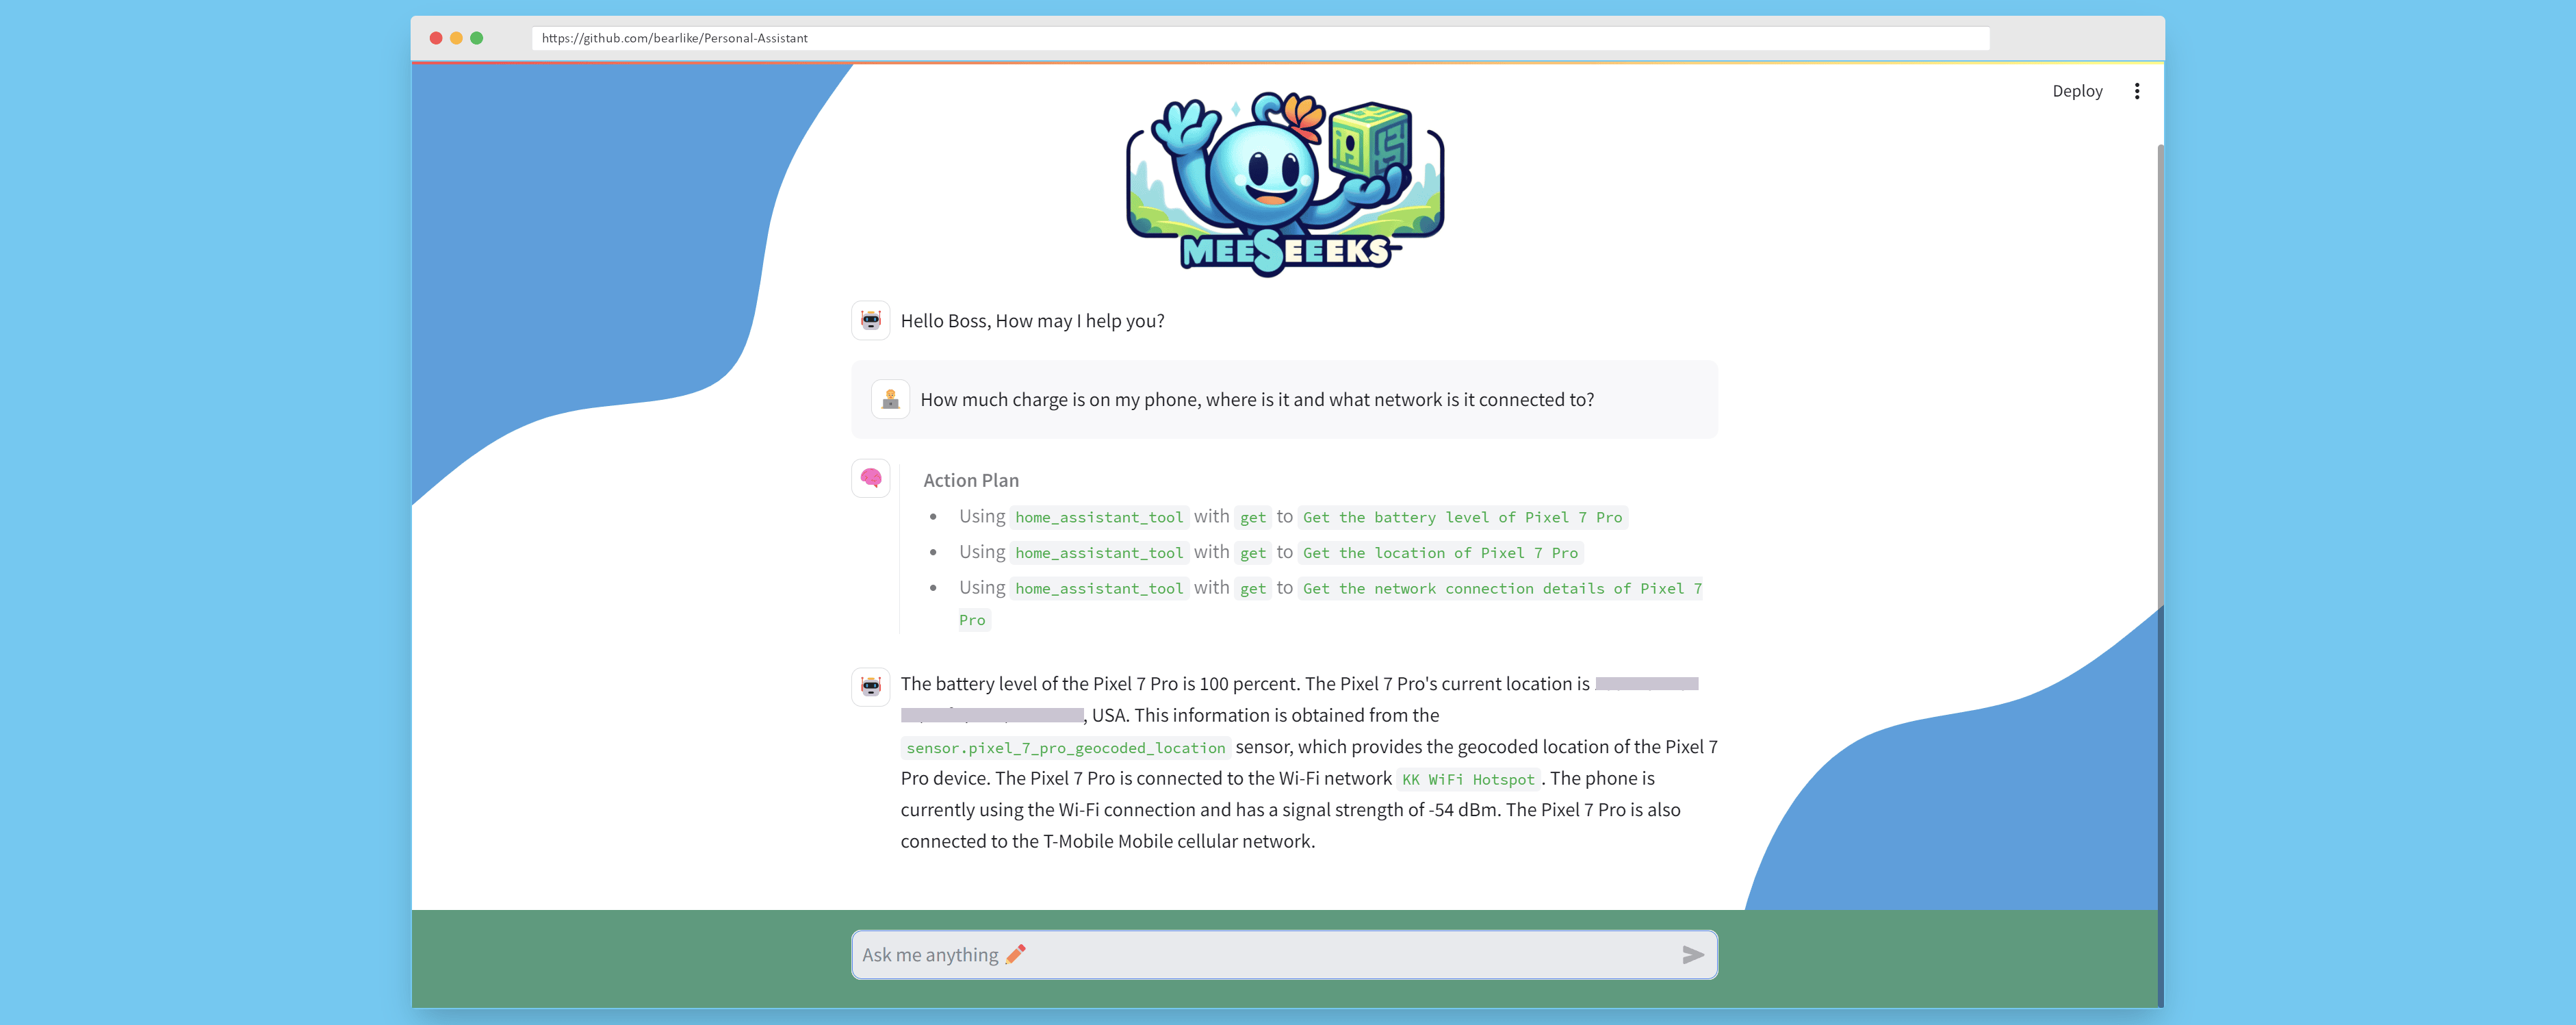 https://github.com/bearlike/Personal-Assistant
Deploy
MEESEEEKS
Hello Boss, How may I help you?
How much charge is on my phone, where is it and what network is it connected to?
Action Plan
Using home_assistant_tool with get to Get the battery level of Pixel 7 Pro
Using home_assistant_tool with get to Get the location of Pixel 7 Pro
Using home_assistant_tool with get to Get the network connection details of Pixel 7
Pro
The battery level of the Pixel 7 Pro is 100 percent. The Pixel 7 Pro's current location is
, USA. This information is obtained from the
sensor.pixel_7_pro_geocoded_location sensor, which provides the geocoded location of the Pixel 7
Pro device. The Pixel 7 Pro is connected to the Wi-Fi network KK WiFi Hotspot. The phone is
currently using the Wi-Fi connection and has a signal strength of -54 dBm. The Pixel 7 Pro is also
connected to the T-Mobile Mobile cellular network.
Ask me anything